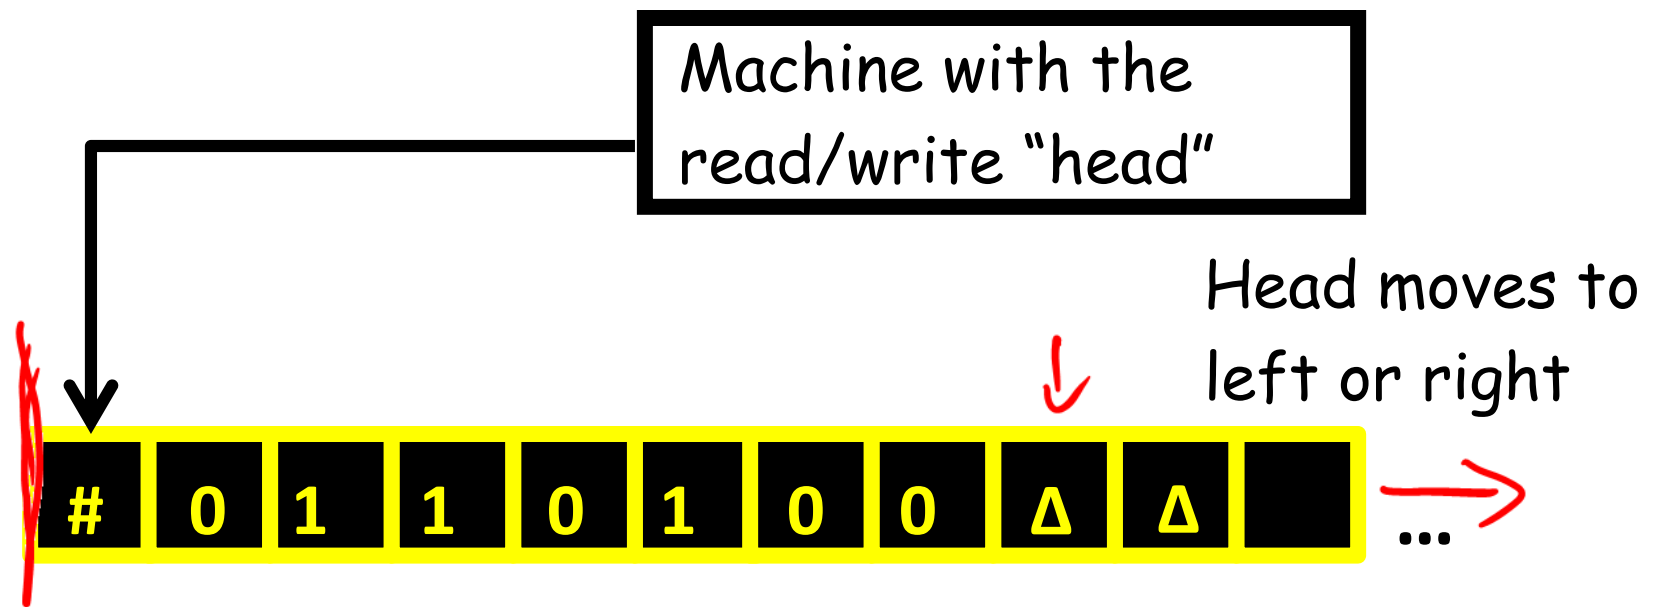 Machine with the
read/write “head”
Head moves to
left or right
# 0 1 1 0 1 0 0 Δ Δ
...